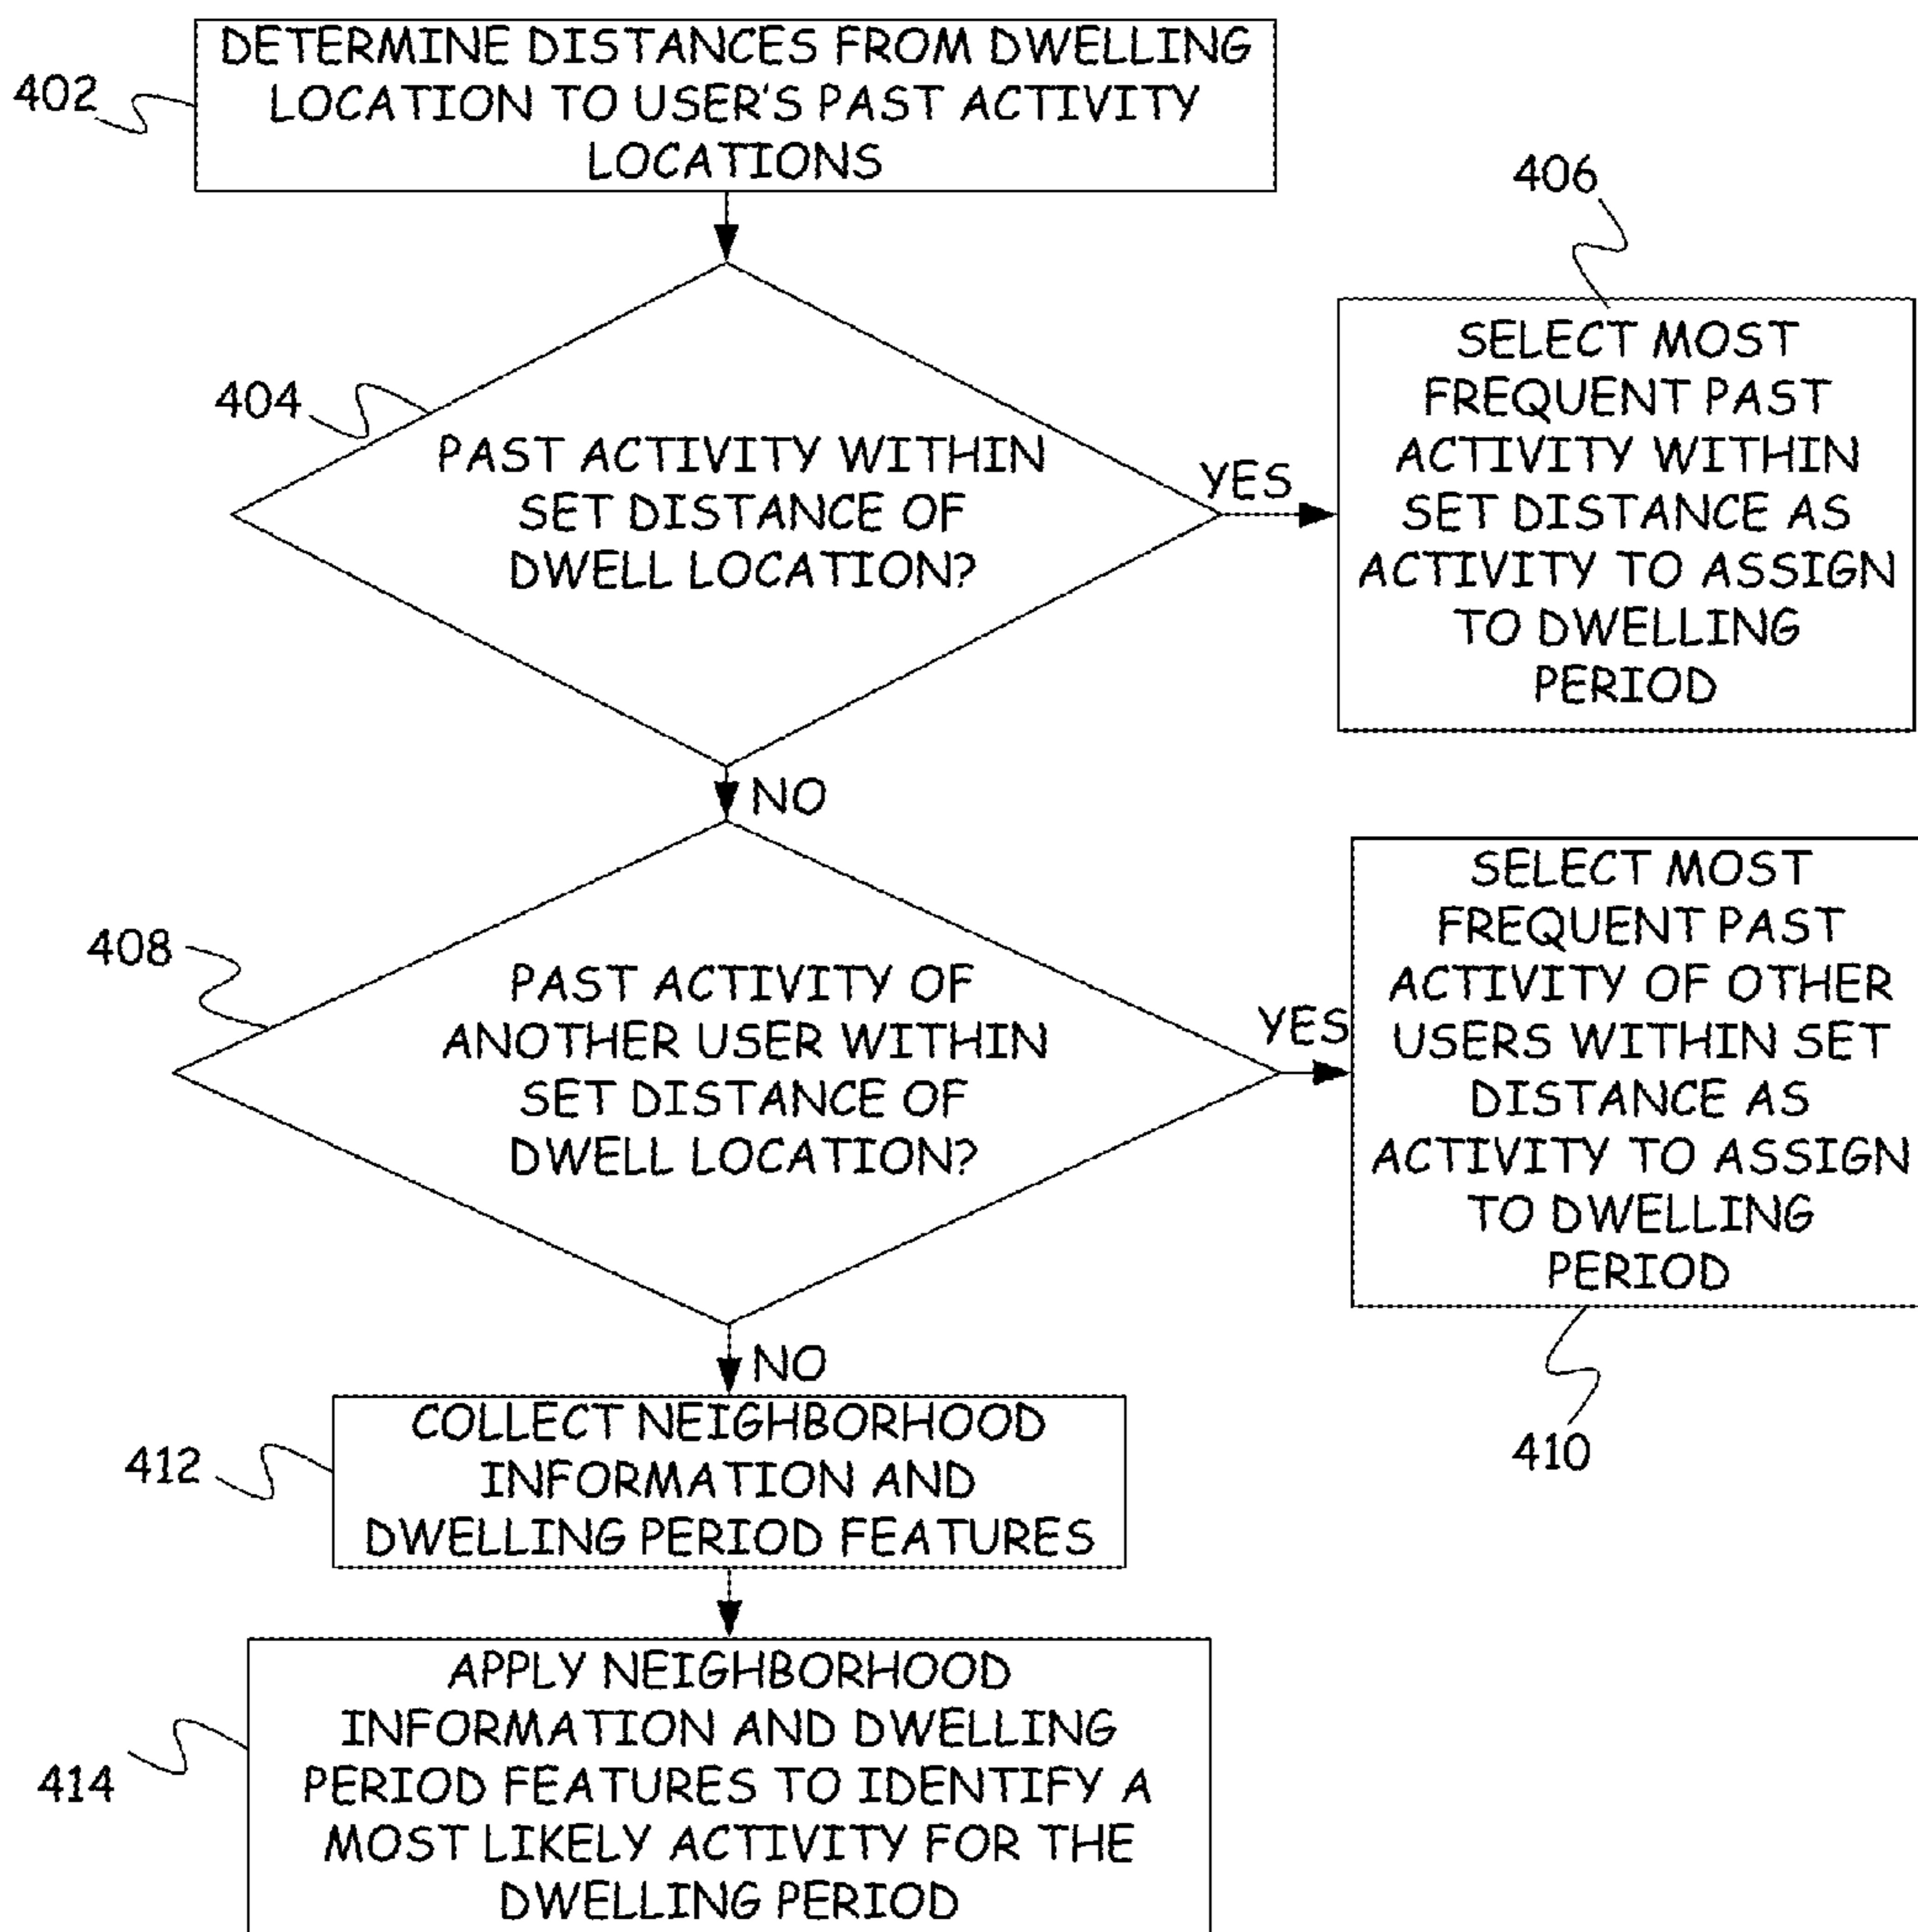 402
DETERMINE DISTANCES FROM DWELLING
LOCATION TO USER'S PAST ACTIVITY
LOCATIONS
404
PAST ACTIVITY WITHIN
SET DISTANCE OF
DWELL LOCATION?
YES
406
SELECT MOST
FREQUENT PAST
ACTIVITY WITHIN
SET DISTANCE AS
ACTIVITY TO ASSIGN
TO DWELLING
PERIOD
NO
408
PAST ACTIVITY OF
ANOTHER USER WITHIN
SET DISTANCE OF
DWELL LOCATION?
YES
SELECT MOST
FREQUENT PAST
ACTIVITY OF OTHER
USERS WITHIN SET
DISTANCE AS
ACTIVITY TO ASSIGN
TO DWELLING
PERIOD
410
NO
412
COLLECT NEIGHBORHOOD
INFORMATION AND
DWELLING PERIOD FEATURES
414
APPLY NEIGHBORHOOD
INFORMATION AND DWELLING
PERIOD FEATURES TO IDENTIFY A
MOST LIKELY ACTIVITY FOR THE
DWELLING PERIOD